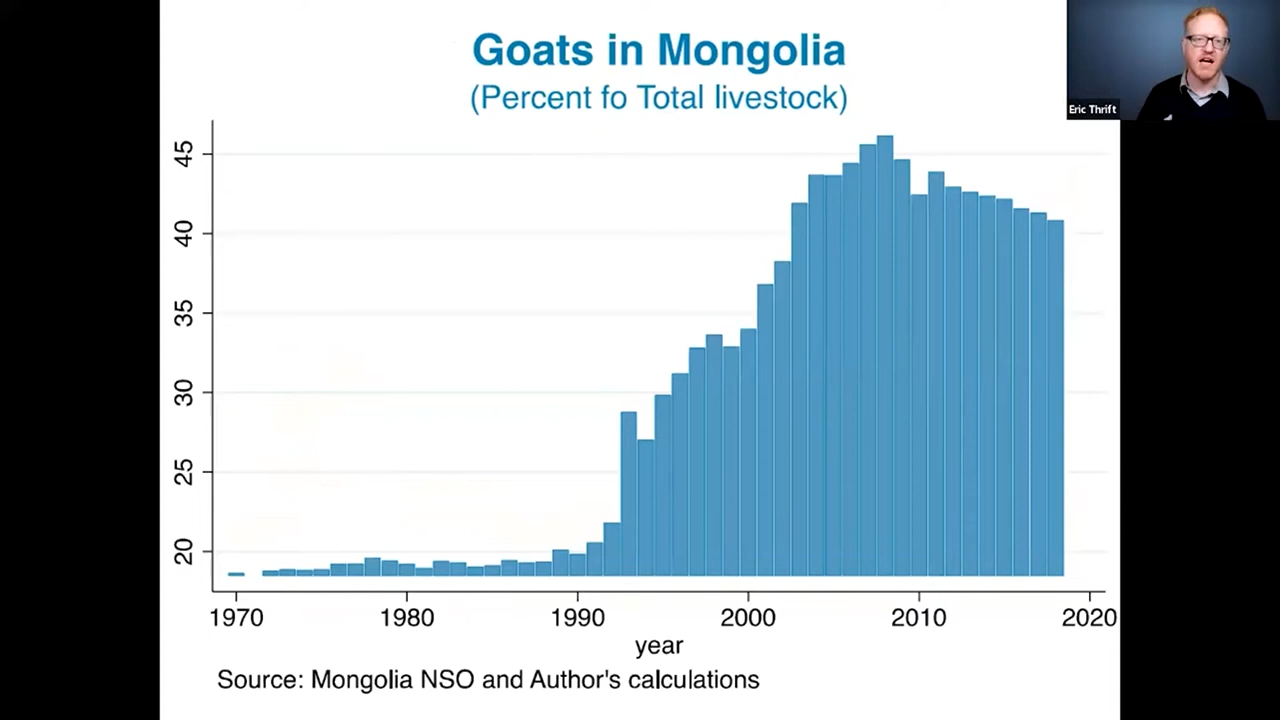 Goats in Mongolia
(Percent fo Total livestock)
Eric Thrift
45
40
35
30
25
20
1970 1980 1990 2000 2010 2020
year
Source: Mongolia NSO and Author's calculations